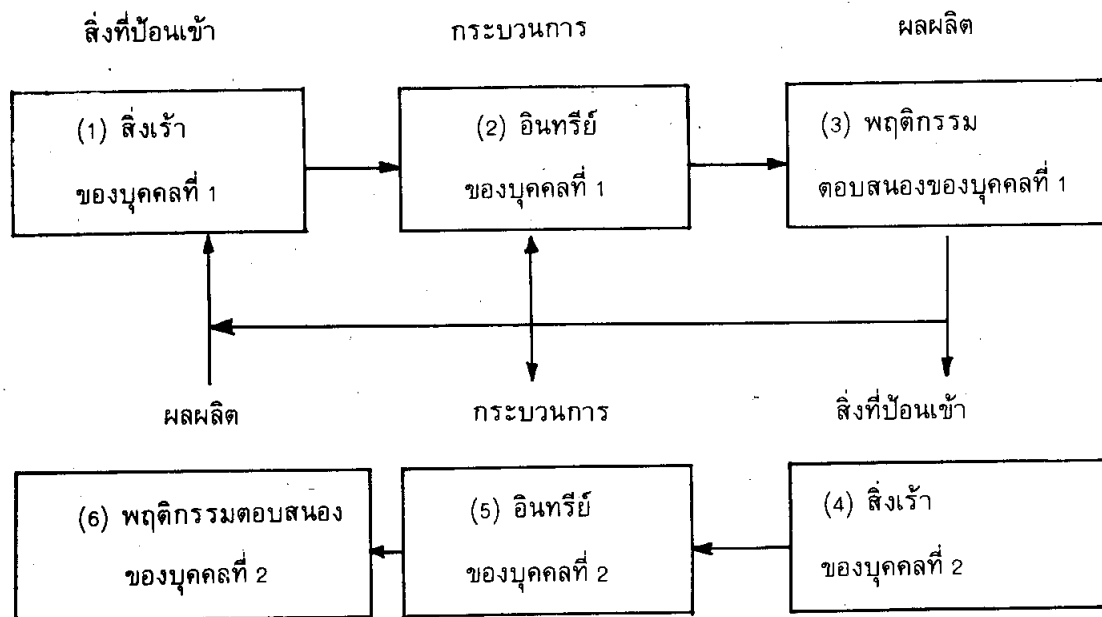 สิ่งที่ป้อนเข้า
กระบวนการ
ผลผลิต
(1) สิ่งเร้า
ของบุคคลที่ 1
(2) อินทรีย์
ของบุคคลที่ 1
(3) พฤติกรรม
ตอบสนองของบุคคลที่ 1
ผลผลิต
กระบวนการ
สิ่งที่ป้อนเข้า
(6) พฤติกรรมตอบสนอง
ของบุคคลที่ 2
(5) อินทรีย์
ของบุคคลที่ 2
(4) สิ่งเร้า
ของบุคคลที่ 2